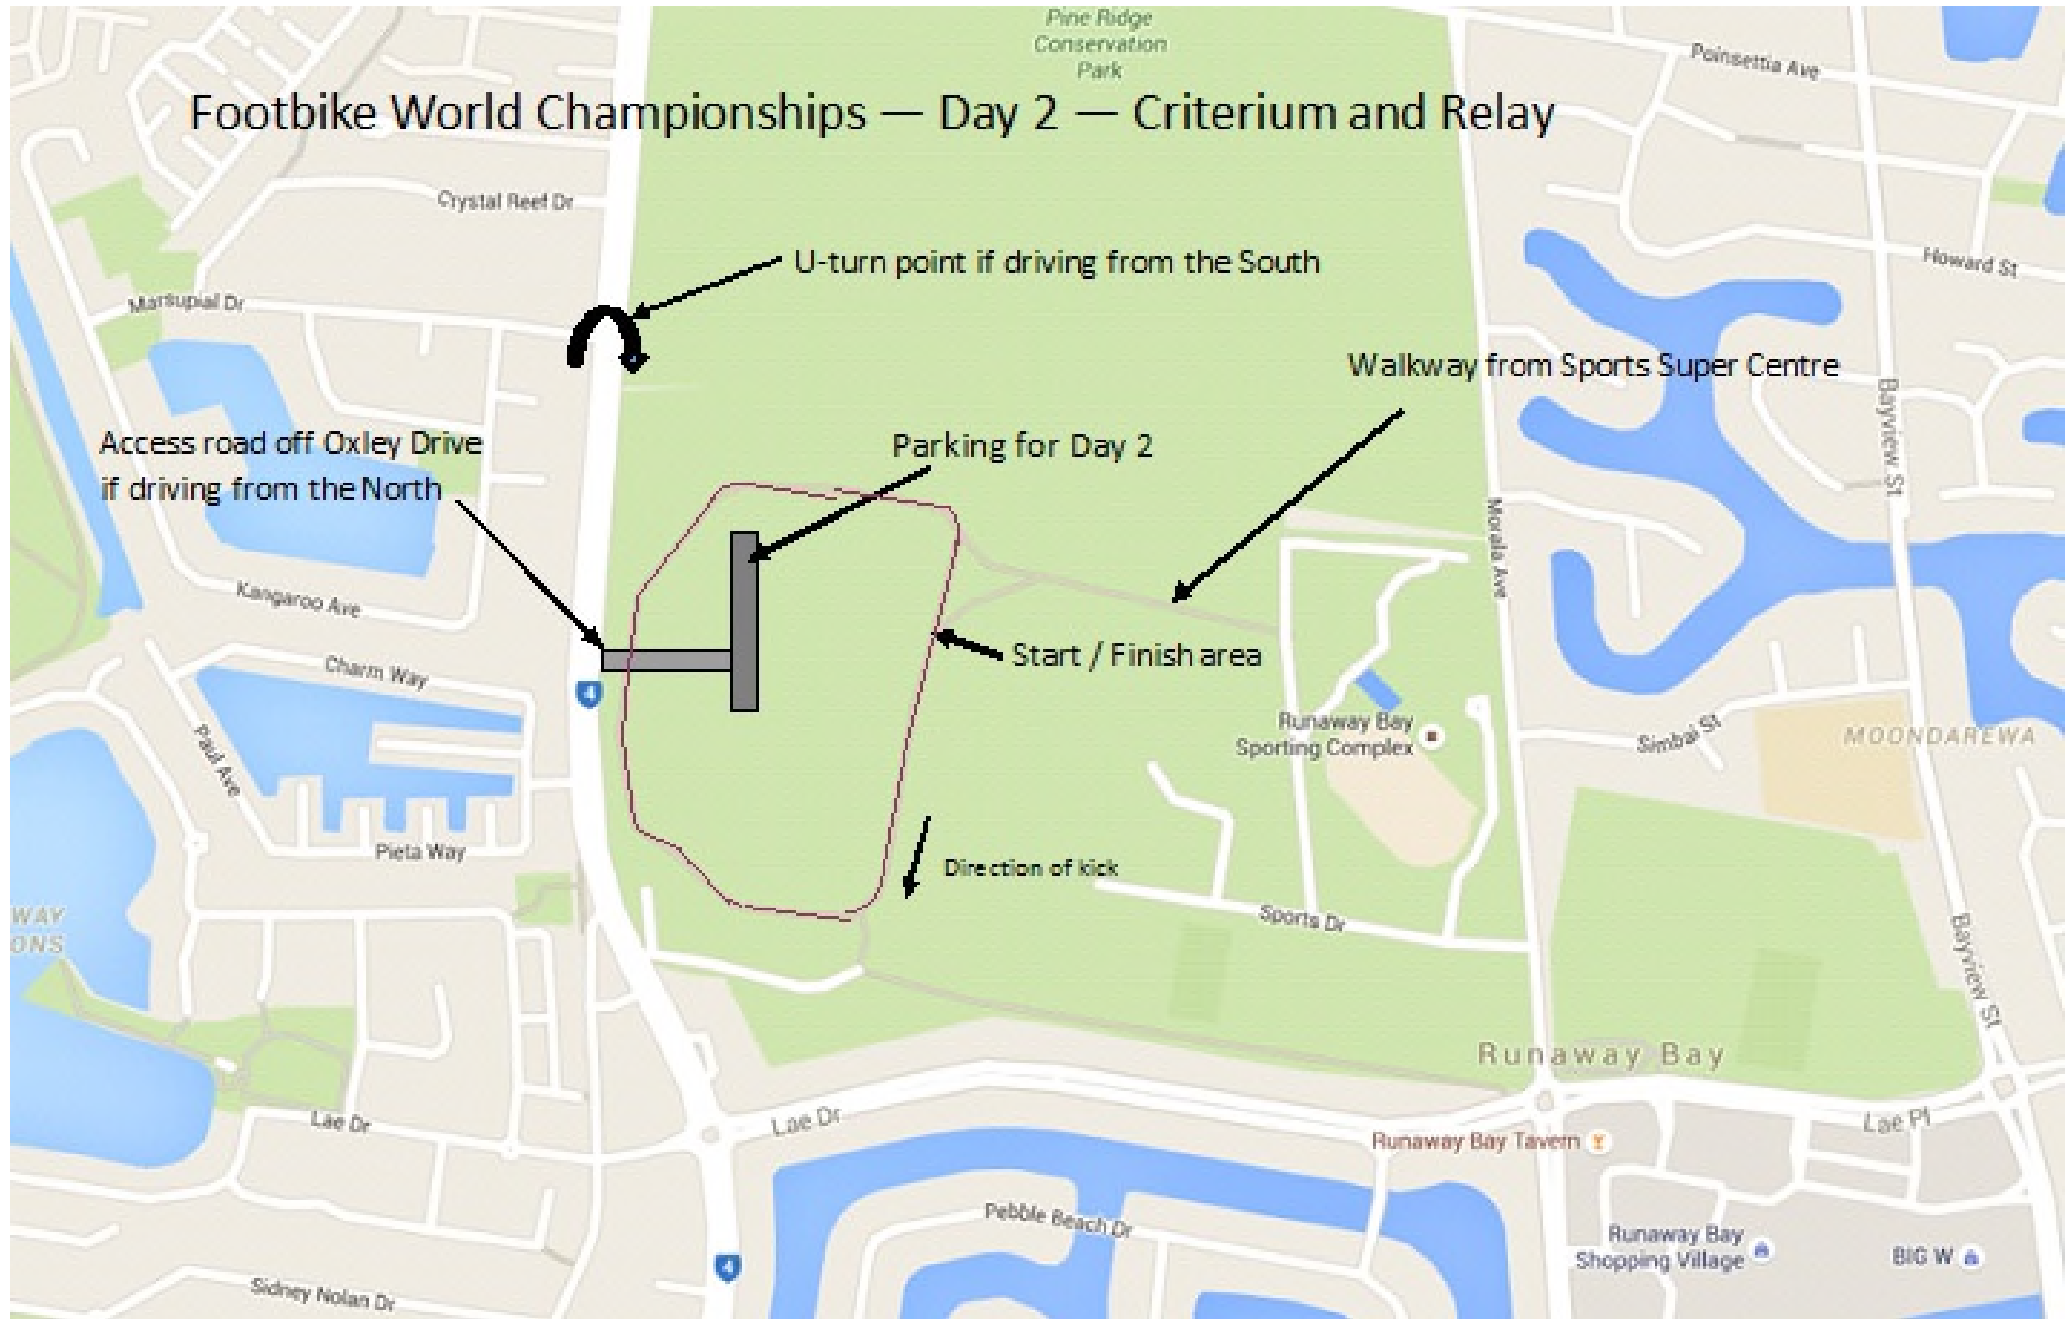 Pine Ridge
Conservation
Park
Poinsettia Ave
Footbike World Championships — Day 2 — Criterium and Relay
Crystal Reef Dr
U-turn point if driving from the South
Howard St
Marsupial Dr
Walkway from Sports Super Centre
Bayview St
Access road off Oxley Drive
if driving from the North
Parking for Day 2
Morala Ave
Kangaroo Ave
Start / Finish area
Charm Way
4
Runaway Bay
Sporting Complex
Simbai St
MOONDAREWA
Paul Ave
Pieta Way
Direction of kick
WAY
ONS
Sports Dr
Bayview St
Runaway Bay
Lae Dr
Lae Dr
Lae Pl
Runaway Bay Tavern
Pebble Beach Dr
Runaway Bay
Shopping Village
BIG W
4
Sidney Nolan Dr